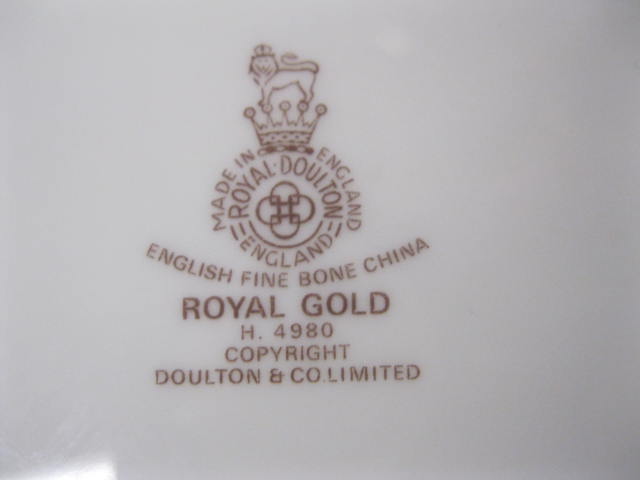 MADE IN ENGLAND
ROYAL·DOULTON
ENGLAND
ENGLISH FINE BONE CHINA
ROYAL GOLD
H. 4980
COPYRIGHT
DOULTON & CO. LIMITED